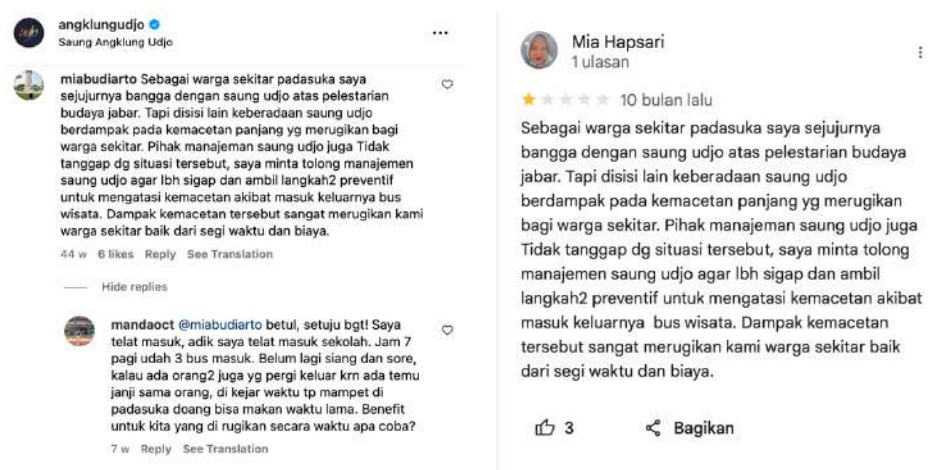 angklungudjo
Saung Angklung Udjo
miabudiarto Sebagai warga sekitar padasuka saya
sejujurnya bangga dengan saung udjo atas pelestarian
budaya jabar. Tapi disisi lain keberadaan saung udjo
berdampak pada kemacetan panjang yg merugikan bagi
warga sekitar. Pihak manajeman saung udjo juga Tidak
tanggap dg situasi tersebut, saya minta tolong manajemen
saung udjo agar lbh sigap dan ambil langkah2 preventif
untuk mengatasi kemacetan akibat masuk keluarnya bus
wisata. Dampak kemacetan tersebut sangat merugikan kami
warga sekitar baik dari segi waktu dan biaya.
44 w 6 likes Reply See Translation
Hide replies
mandaoct @miabudiarto betul, setuju bgt! Saya
telat masuk, adik saya telat masuk sekolah. Jam 7
pagi udah 3 bus masuk. Belum lagi siang dan sore,
kalau ada orang2 juga yg pergi keluar krn ada temu
janji sama orang, di kejar waktu tp mampet di
padasuka doang bisa makan waktu lama. Benefit
untuk kita yang di rugikan secara waktu apa coba?
7 w Reply See Translation
Mia Hapsari
1 ulasan
10 bulan lalu
Sebagai warga sekitar padasuka saya sejujurnya
bangga dengan saung udjo atas pelestarian budaya
jabar. Tapi disisi lain keberadaan saung udjo
berdampak pada kemacetan panjang yg merugikan
bagi warga sekitar. Pihak manajeman saung udjo juga
Tidak tanggap dg situasi tersebut, saya minta tolong
manajemen saung udjo agar lbh sigap dan ambil
langkah2 preventif untuk mengatasi kemacetan akibat
masuk keluarnya bus wisata. Dampak kemacetan
tersebut sangat merugikan kami warga sekitar baik
dari segi waktu dan biaya.
3 Bagikan